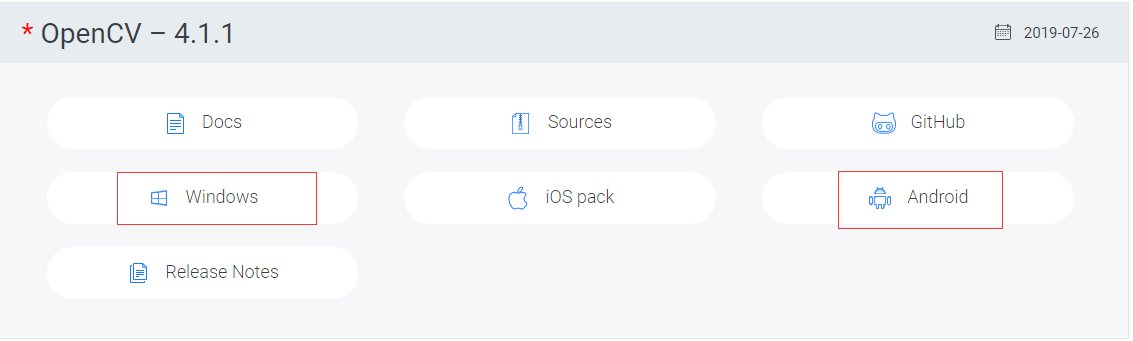 * OpenCV – 4.1.1
2019-07-26
Docs
Sources
GitHub
Windows
iOS pack
Android
Release Notes